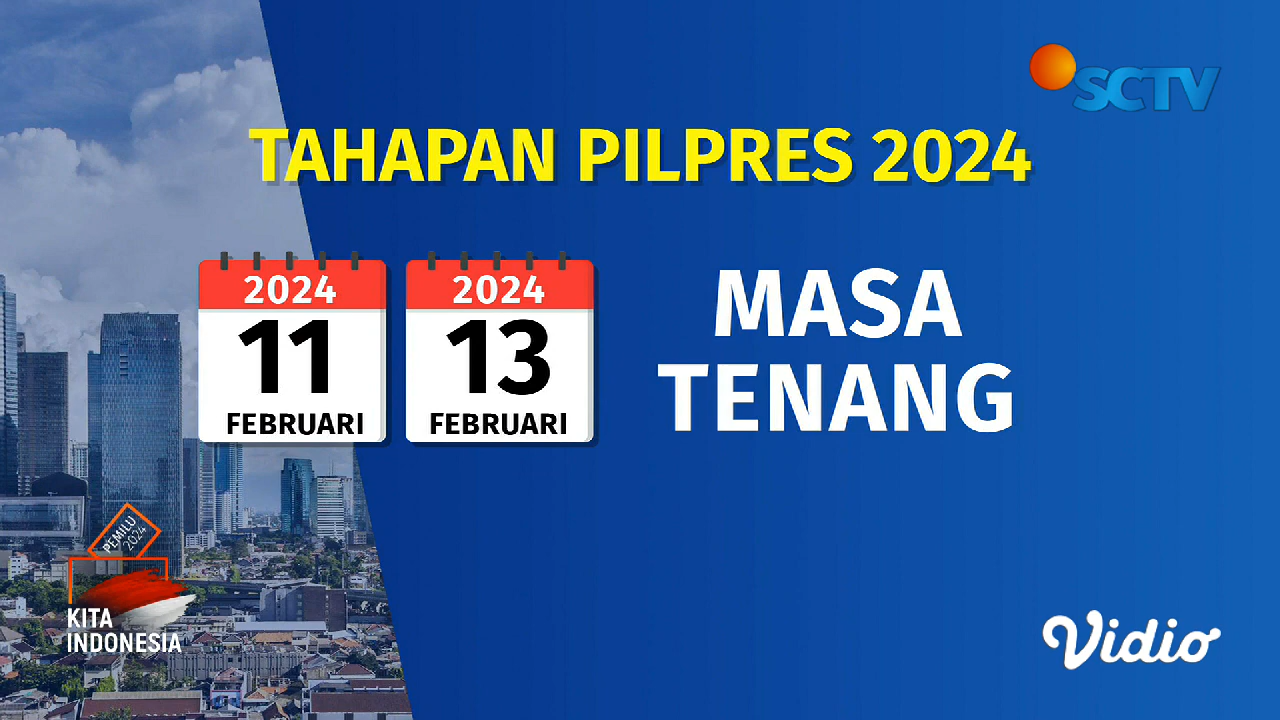 SCTV
TAHAPAN PILPRES 2024
2024
11
FEBRUARI
2024
13
FEBRUARI
MASA
TENANG
PEMILU
2024
KITA
INDONESIA
Vidio